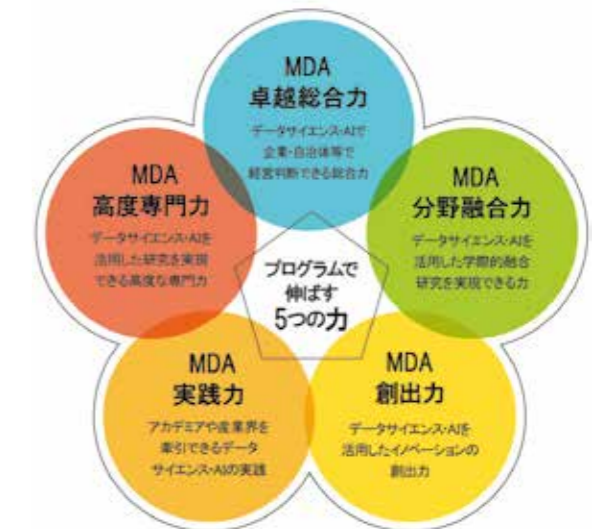 MDA
卓越総合力
データサイエンス・AIで
企業・自治体等で
経営判断できる総合力
MDA
高度専門力
データサイエンス・AIを
活用した研究を実現
できる高度な専門力
MDA
分野融合力
データサイエンス・AIを
活用した学際的融合
研究を実現できる力
プログラムで
伸ばす
5つの力
MDA
実践力
アカデミアや産業界を
牽引できるデータ
サイエンス・AIの実践
MDA
創出力
データサイエンス・AIを
活用したイノベーションの
創出力